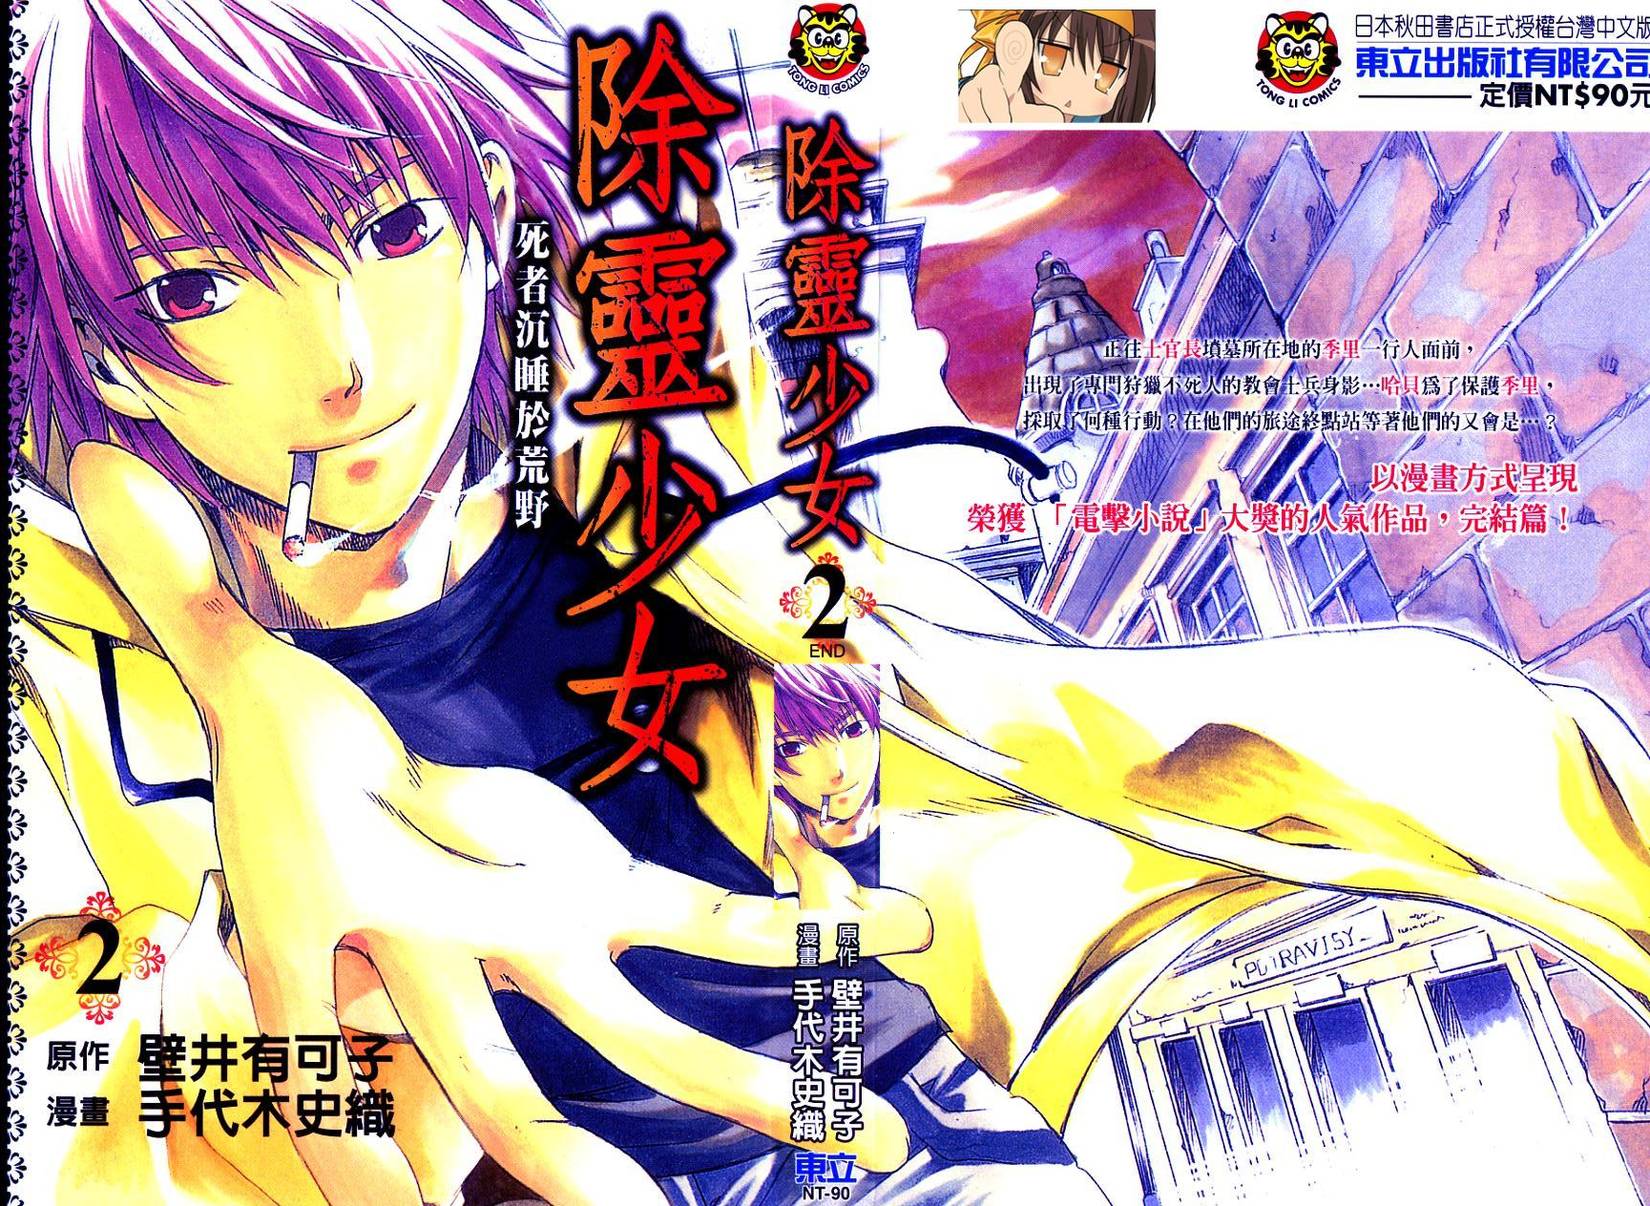 除靈少女
死者沉睡於荒野
2
原作 壁井有可子
漫畫 手代木史織
TONG LI COMICS
除靈少女
2
END
原作 壁井有可子
漫畫 手代木史織
東立
NT-90
TONG LI COMICS
日本秋田書店正式授權台灣中文版
東立出版社有限公司
定價NT$90元
正往士官長墳墓所在地的季里一行人面前，
出現了專門狩獵不死人的教會士兵身影…哈貝為了保護季里，
採取了何種行動？在他們的旅途終點站等著他們的又會是…？
以漫畫方式呈現
榮獲「電擊小說」大獎的人氣作品，完結篇！
POTRAVISY